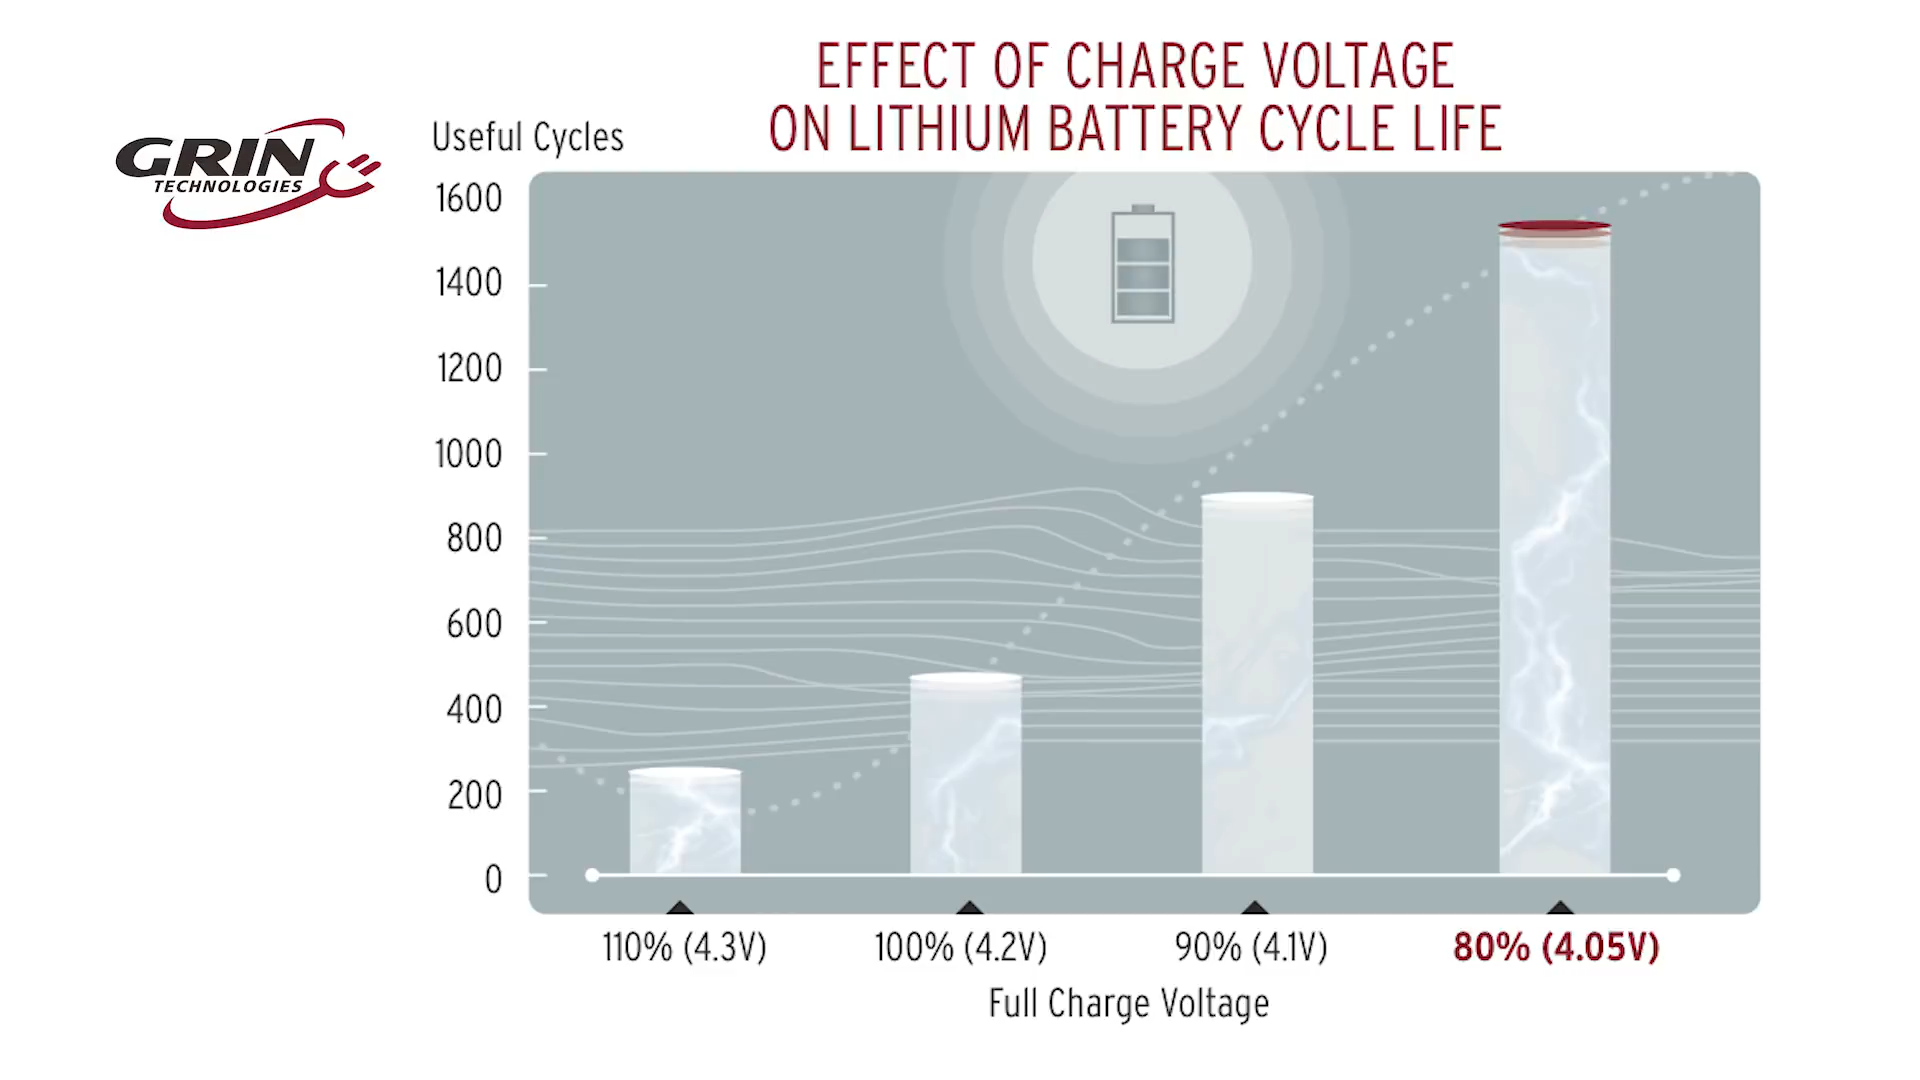 EFFECT OF CHARGE VOLTAGE
ON LITHIUM BATTERY CYCLE LIFE
GRIN
TECHNOLOGIES
Useful Cycles
1600
1400
1200
1000
800
600
400
200
0
110% (4.3V)
100% (4.2V)
90% (4.1V)
80% (4.05V)
Full Charge Voltage